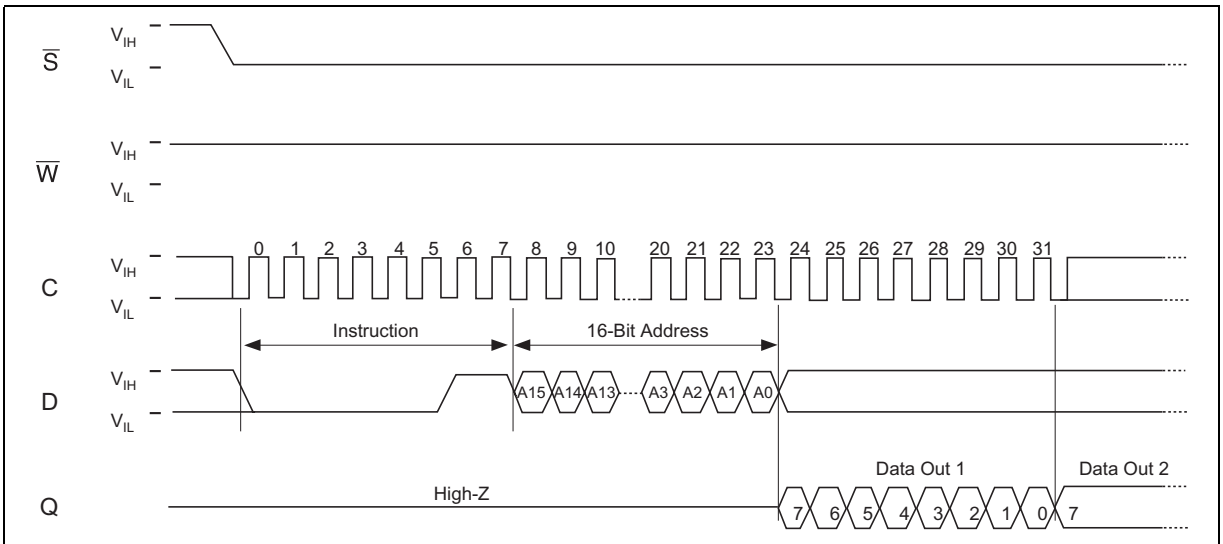 S
V_IH
V_IL
W
V_IH
V_IL
C
V_IH
V_IL
0 1 2 3 4 5 6 7 8 9 10 20 21 22 23 24 25 26 27 28 29 30 31
Instruction
16-Bit Address
D
V_IH
V_IL
A15 A14 A13 A3 A2 A1 A0
Data Out 1
Data Out 2
Q
High-Z
7 6 5 4 3 2 1 0 7